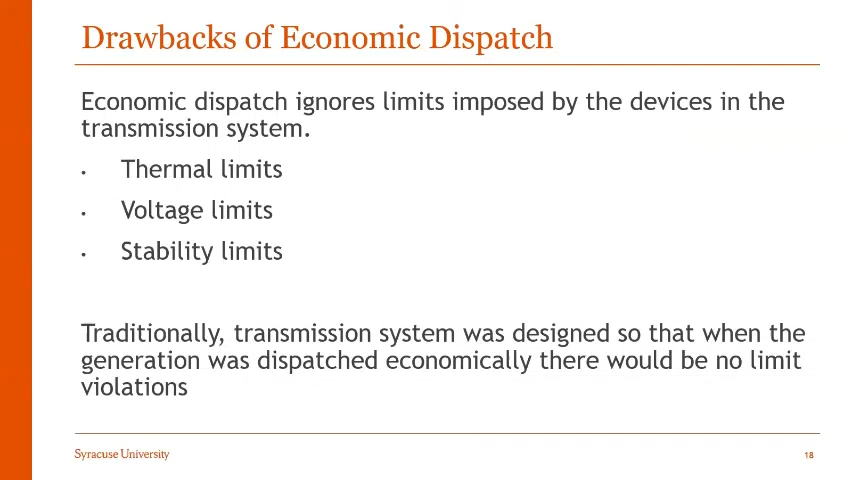 Drawbacks of Economic Dispatch
Economic dispatch ignores limits imposed by the devices in the
transmission system.
• Thermal limits
• Voltage limits
• Stability limits
Traditionally, transmission system was designed so that when the
generation was dispatched economically there would be no limit
violations
Syracuse University
18